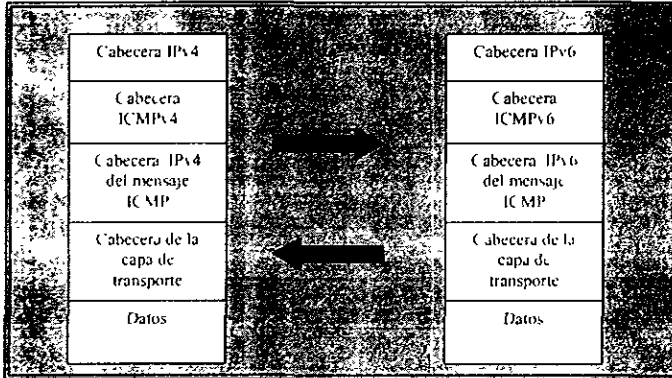 Cabecera IPv4
Cabecera
ICMPv4
Cabecera IPv4
del mensaje
ICMP
Cabecera de la
capa de
transporte
Datos
Cabecera IPv6
Cabecera
ICMPv6
Cabecera IPv6
del mensaje
ICMP
Cabecera de la
capa de
transporte
Datos